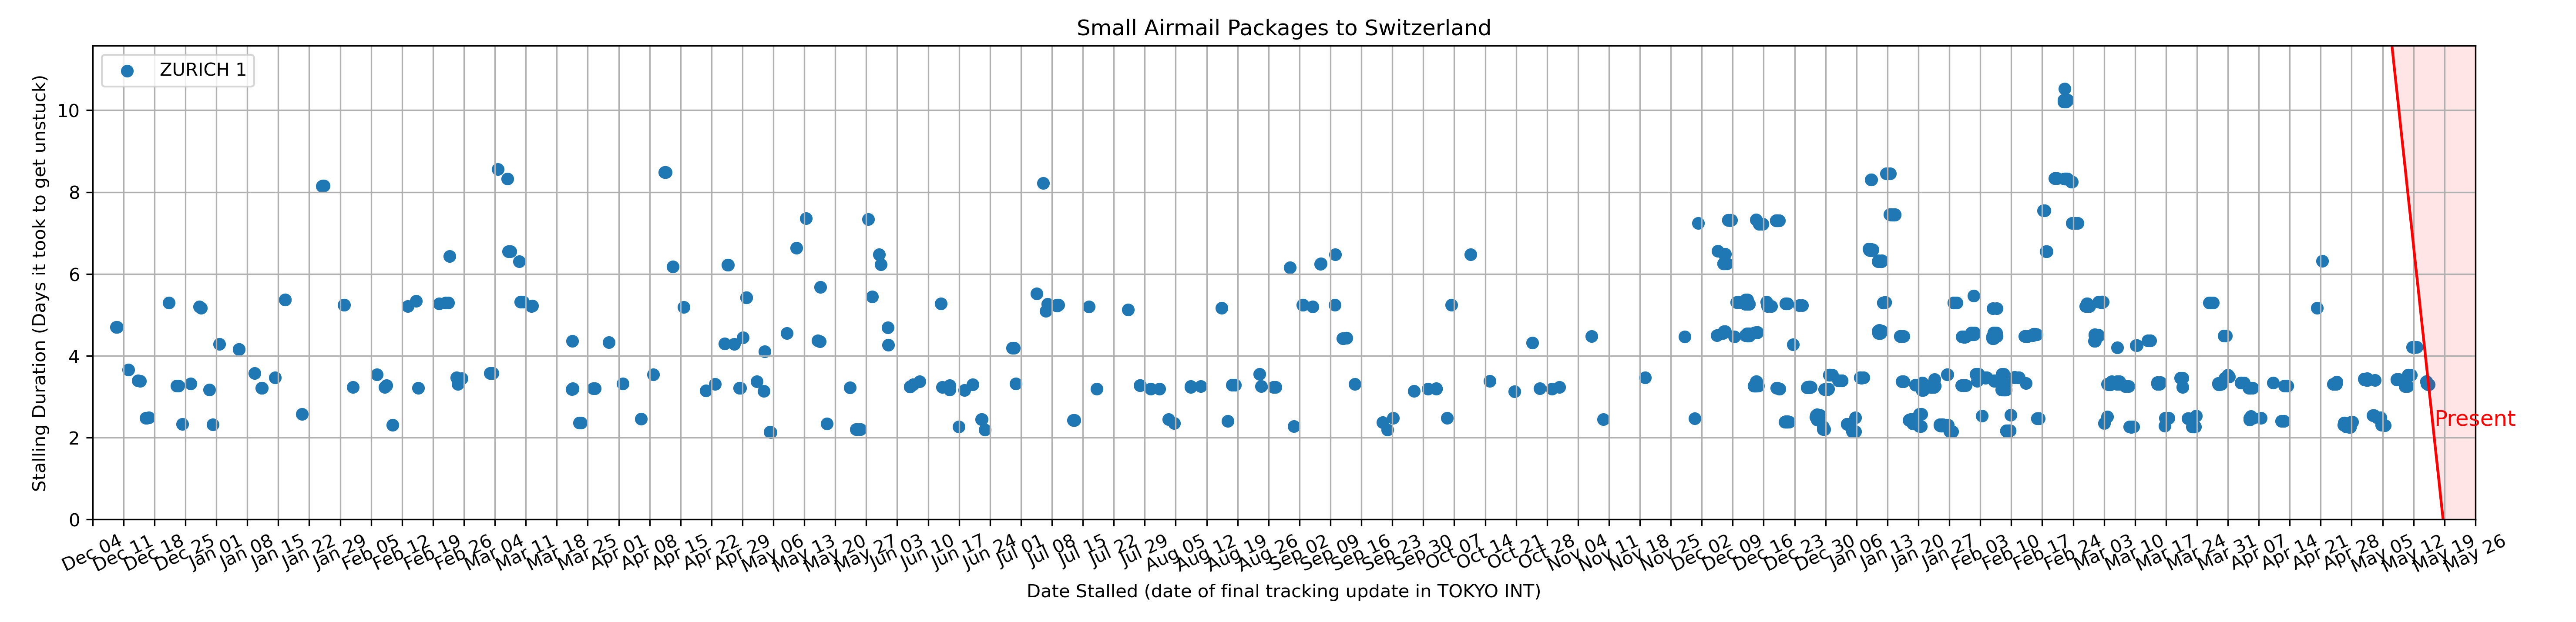 Small Airmail Packages to Switzerland
ZURICH 1
Stalling Duration (Days it took to get unstuck)
10
8
6
4
2
0
Present
Dec 04 Dec 11 Dec 18 Dec 25 Jan 01 Jan 08 Jan 15 Jan 22 Jan 29 Feb 05 Feb 12 Feb 19 Feb 26 Mar 04 Mar 11 Mar 18 Mar 25 Apr 01 Apr 08 Apr 15 Apr 22 Apr 29 May 06 May 13 May 20 May 27 Jun 03 Jun 10 Jun 17 Jun 24 Jul 01 Jul 08 Jul 15 Jul 22 Jul 29 Aug 05 Aug 12 Aug 19 Aug 26 Sep 02 Sep 09 Sep 16 Sep 23 Sep 30 Oct 07 Oct 14 Oct 21 Oct 28 Nov 04 Nov 11 Nov 18 Nov 25 Dec 02 Dec 09 Dec 16 Dec 23 Dec 30 Jan 06 Jan 13 Jan 20 Jan 27 Feb 03 Feb 10 Feb 17 Feb 24 Mar 03 Mar 10 Mar 17 Mar 24 Mar 31 Apr 07 Apr 14 Apr 21 Apr 28 May 05 May 12 May 19 May 26
Date Stalled (date of final tracking update in TOKYO INT)